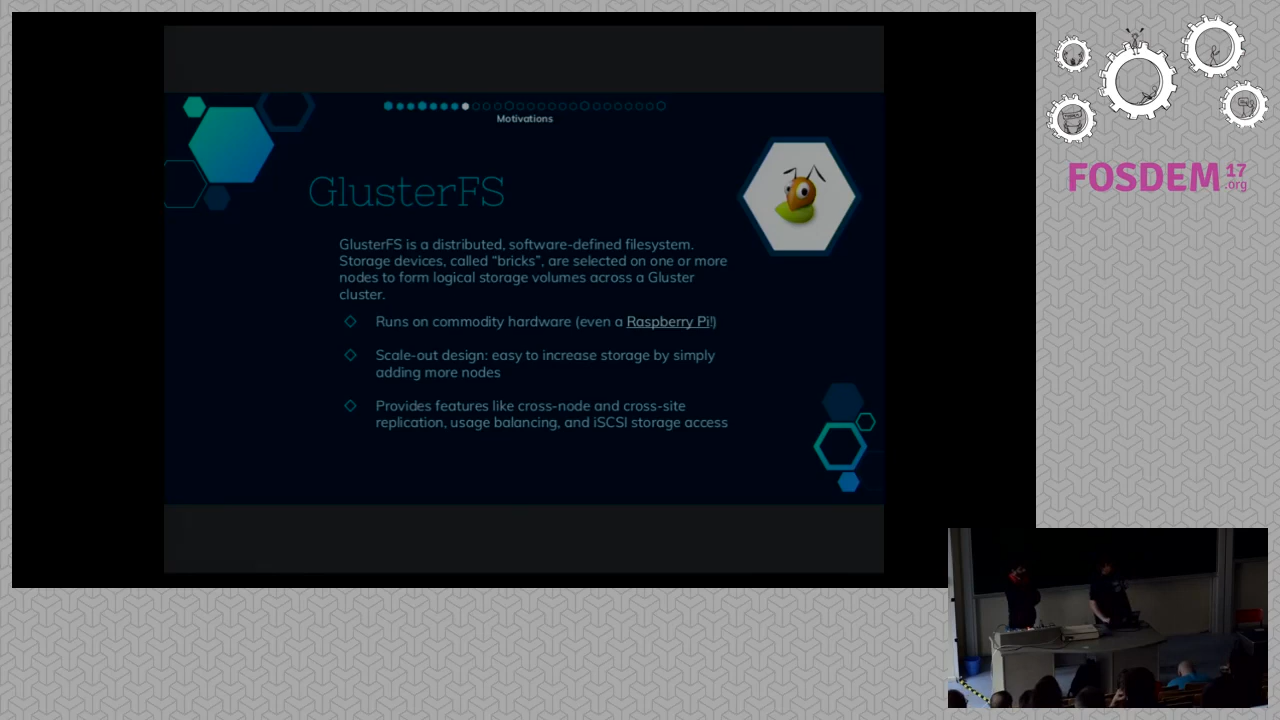 Motivations
GlusterFS
GlusterFS is a distributed, software-defined filesystem.
Storage devices, called “bricks”, are selected on one or more
nodes to form logical storage volumes across a Gluster
cluster.
Runs on commodity hardware (even a Raspberry Pi!)
Scale-out design: easy to increase storage by simply
adding more nodes
Provides features like cross-node and cross-site
replication, usage balancing, and iSCSI storage access
FOSDEM 17
.org